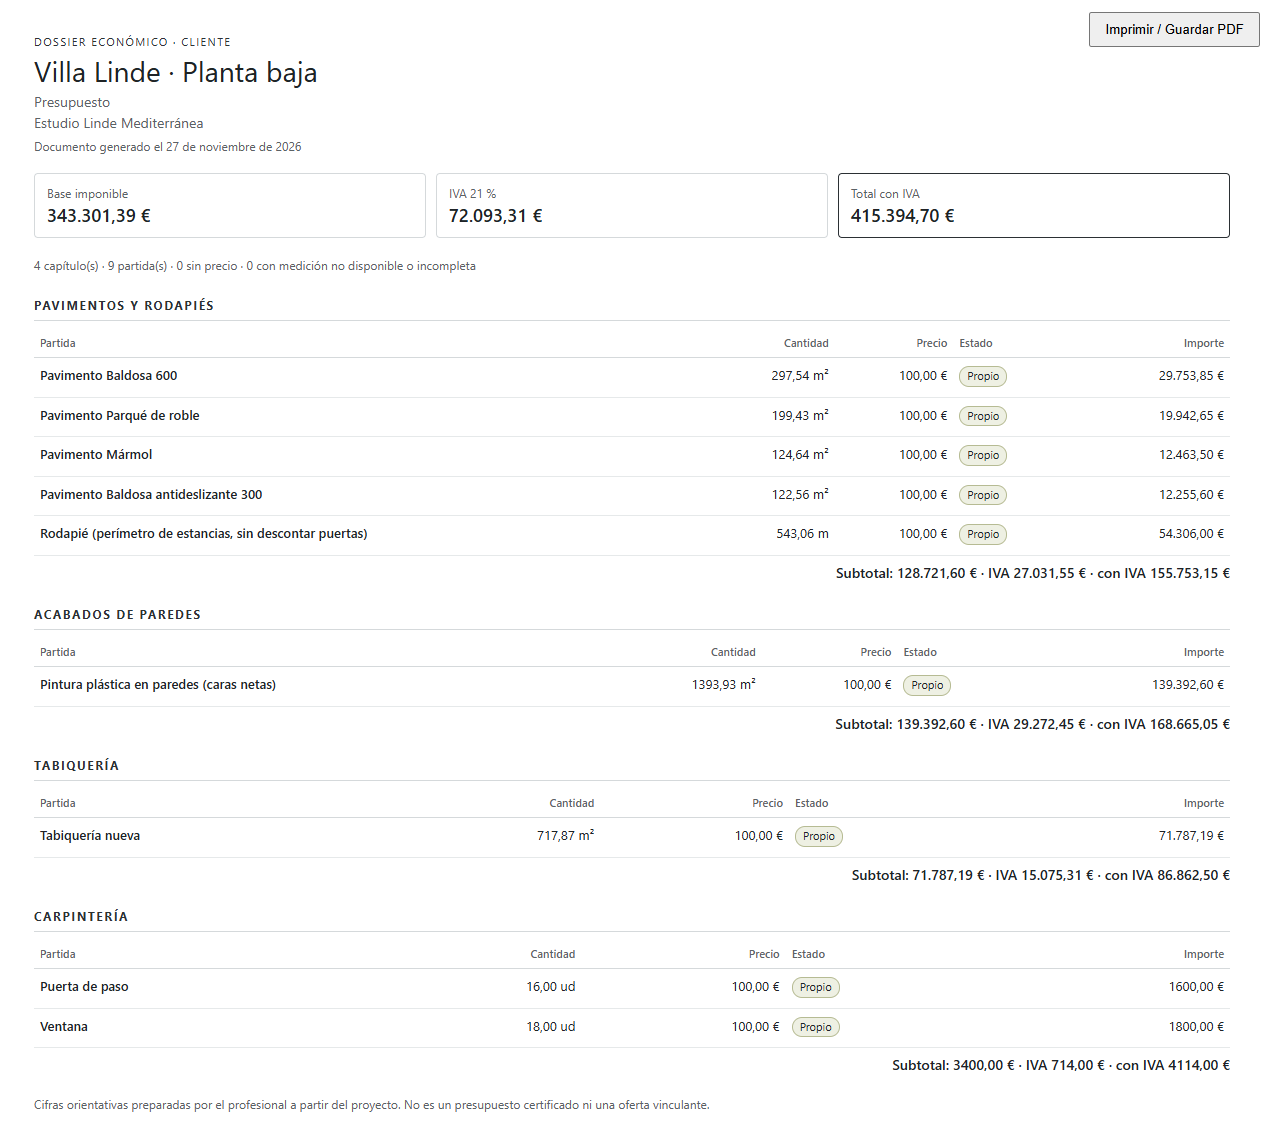 Imprimir / Guardar PDF
DOSSIER ECONÓMICO · CLIENTE
Villa Linde · Planta baja
Presupuesto
Estudio Linde Mediterránea
Documento generado el 27 de noviembre de 2026
Base imponible
343.301,39 €
IVA 21 %
72.093,31 €
Total con IVA
415.394,70 €
4 capítulo(s) · 9 partida(s) · 0 sin precio · 0 con medición no disponible o incompleta
PAVIMENTOS Y RODAPIÉS
Partida Cantidad Precio Estado Importe
Pavimento Baldosa 600 297,54 m² 100,00 € Propio 29.753,85 €
Pavimento Parqué de roble 199,43 m² 100,00 € Propio 19.942,65 €
Pavimento Mármol 124,64 m² 100,00 € Propio 12.463,50 €
Pavimento Baldosa antideslizante 300 122,56 m² 100,00 € Propio 12.255,60 €
Rodapié (perímetro de estancias, sin descontar puertas) 543,06 m 100,00 € Propio 54.306,00 €
Subtotal: 128.721,60 € · IVA 27.031,55 € · con IVA 155.753,15 €
ACABADOS DE PAREDES
Partida Cantidad Precio Estado Importe
Pintura plástica en paredes (caras netas) 1393,93 m² 100,00 € Propio 139.392,60 €
Subtotal: 139.392,60 € · IVA 29.272,45 € · con IVA 168.665,05 €
TABIQUERÍA
Partida Cantidad Precio Estado Importe
Tabiquería nueva 717,87 m² 100,00 € Propio 71.787,19 €
Subtotal: 71.787,19 € · IVA 15.075,31 € · con IVA 86.862,50 €
CARPINTERÍA
Partida Cantidad Precio Estado Importe
Puerta de paso 16,00 ud 100,00 € Propio 1600,00 €
Ventana 18,00 ud 100,00 € Propio 1800,00 €
Subtotal: 3400,00 € · IVA 714,00 € · con IVA 4114,00 €
Cifras orientativas preparadas por el profesional a partir del proyecto. No es un presupuesto certificado ni una oferta vinculante.